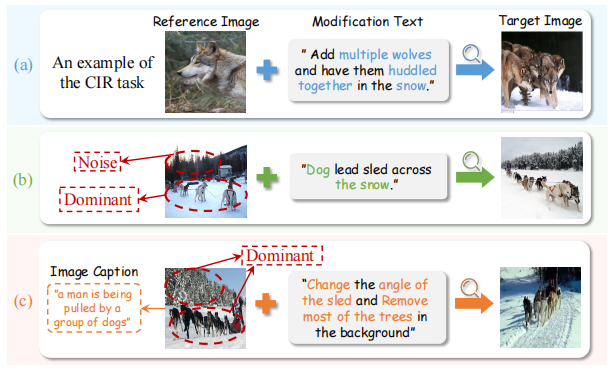 Reference Image
Modification Text
Target Image
(a)
An example of
the CIR task
" Add multiple wolves
and have them huddled
together in the snow."
(b)
Noise
Dominant
"Dog lead sled across
the snow."
(c)
Dominant
Image Caption
"a man is being
pulled by a
group of dogs"
"Change the angle of
the sled and Remove
most of the trees in
the background"